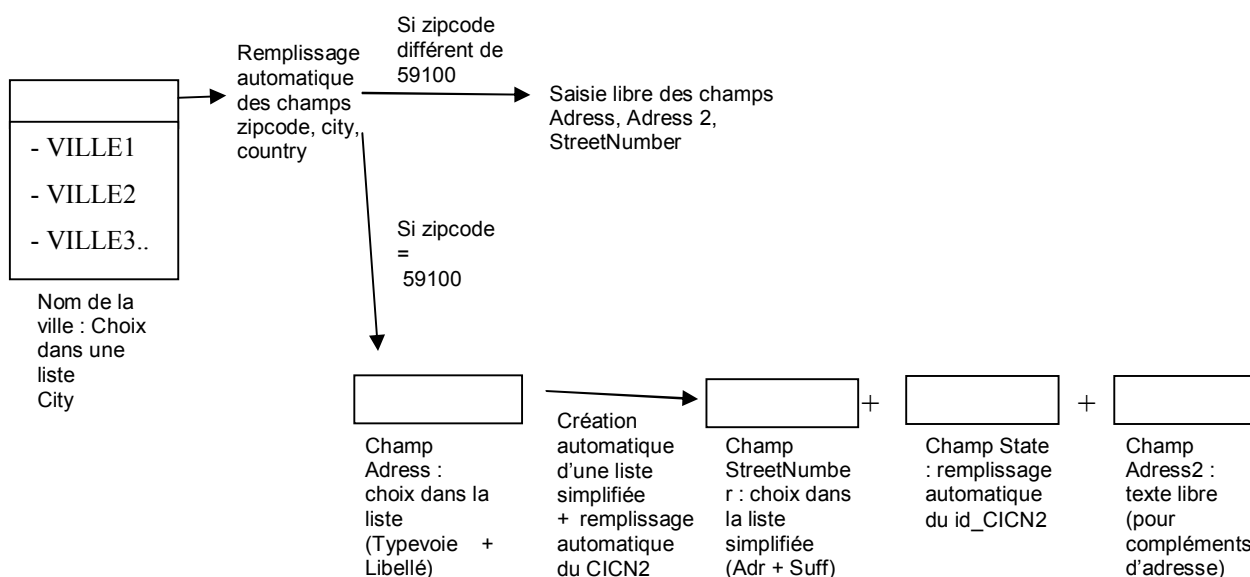 - VILLE1
- VILLE2
- VILLE3..
Nom de la
ville : Choix
dans une
liste
City
Remplissage
automatique
des champs
zipcode, city,
country
Si zipcode
différent de
59100
Saisie libre des champs
Adress, Adress 2,
StreetNumber
Si zipcode
=
59100
Champ
Adress :
choix dans la
liste
(Typevoie +
Libellé)
Création
automatique
d'une liste
simplifiée
+ remplissage
automatique
du CICN2
Champ
StreetNumbe
r : choix dans
la liste
simplifiée
(Adr + Suff)
+
Champ State
: remplissage
automatique
du id_CICN2
+
Champ
Adress2 :
texte libre
(pour
compléments
d'adresse)